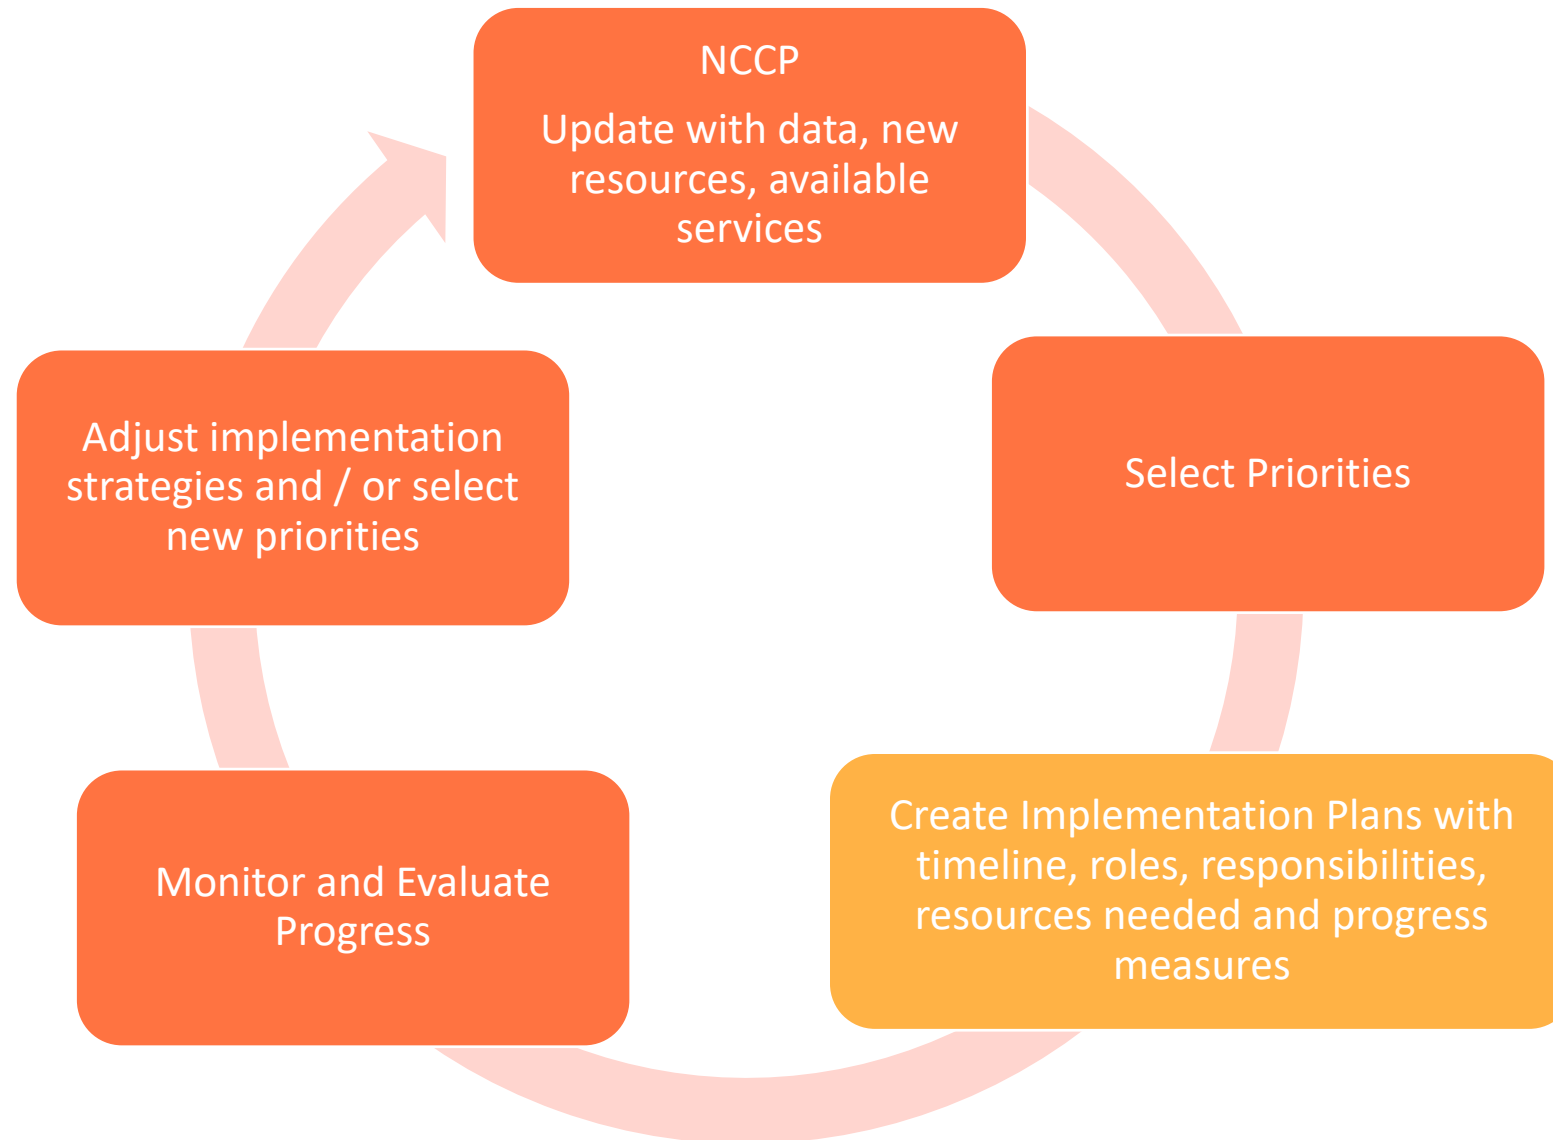 NCCP
Update with data, new
resources, available
services
Select Priorities
Create Implementation Plans with
timeline, roles, responsibilities,
resources needed and progress
measures
Monitor and Evaluate
Progress
Adjust implementation
strategies and / or select
new priorities